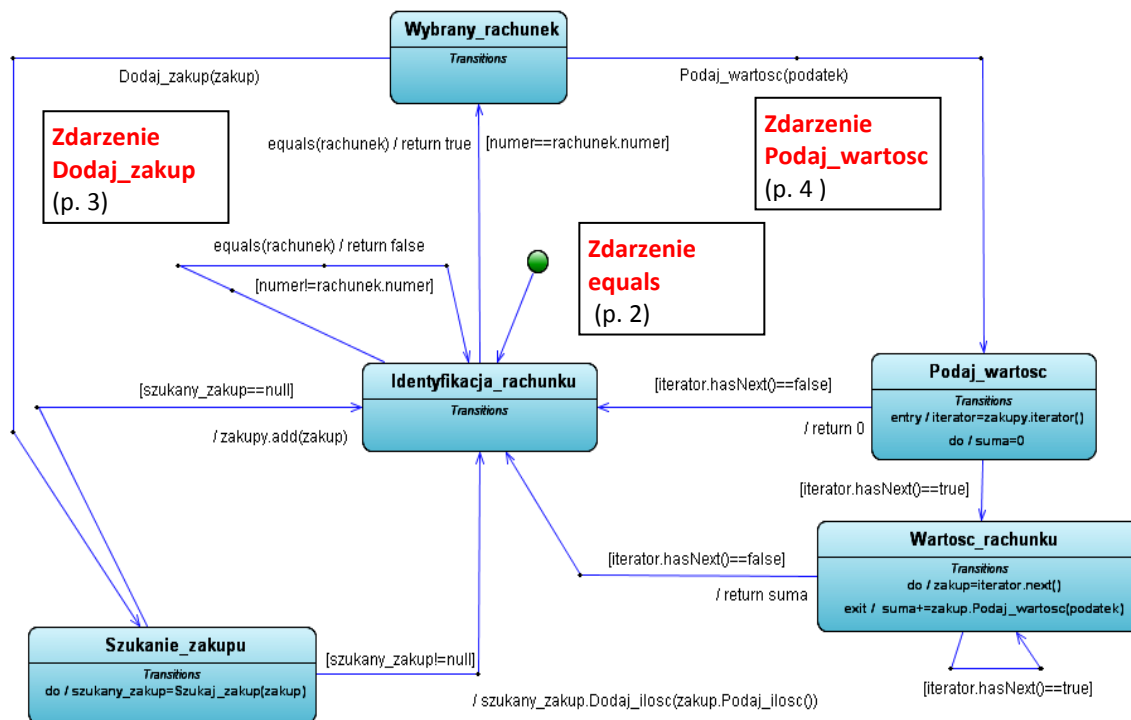 Wybrany_rachunek
Transitions
Dodaj_zakup(zakup)
Podaj_wartosc(podatek)
Zdarzenie
Dodaj_zakup
(p. 3)
equals(rachunek) / return true
[numer==rachunek.numer]
Zdarzenie
Podaj_wartosc
(p. 4 )
equals(rachunek) / return false
[numer!=rachunek.numer]
Zdarzenie
equals
(p. 2)
Identyfikacja_rachunku
Transitions
[szukany_zakup==null]
/ zakupy.add(zakup)
[iterator.hasNext()==false]
/ return 0
Podaj_wartosc
Transitions
entry / iterator=zakupy.iterator()
do / suma=0
[iterator.hasNext()==true]
Wartosc_rachunku
Transitions
do / zakup=iterator.next()
exit / suma+=zakup.Podaj_wartosc(podatek)
[iterator.hasNext()==false]
/ return suma
[iterator.hasNext()==true]
Szukanie_zakupu
Transitions
do / szukany_zakup=Szukaj_zakup(zakup)
[szukany_zakup!=null]
/ szukany_zakup.Dodaj_ilosc(zakup.Podaj_ilosc())